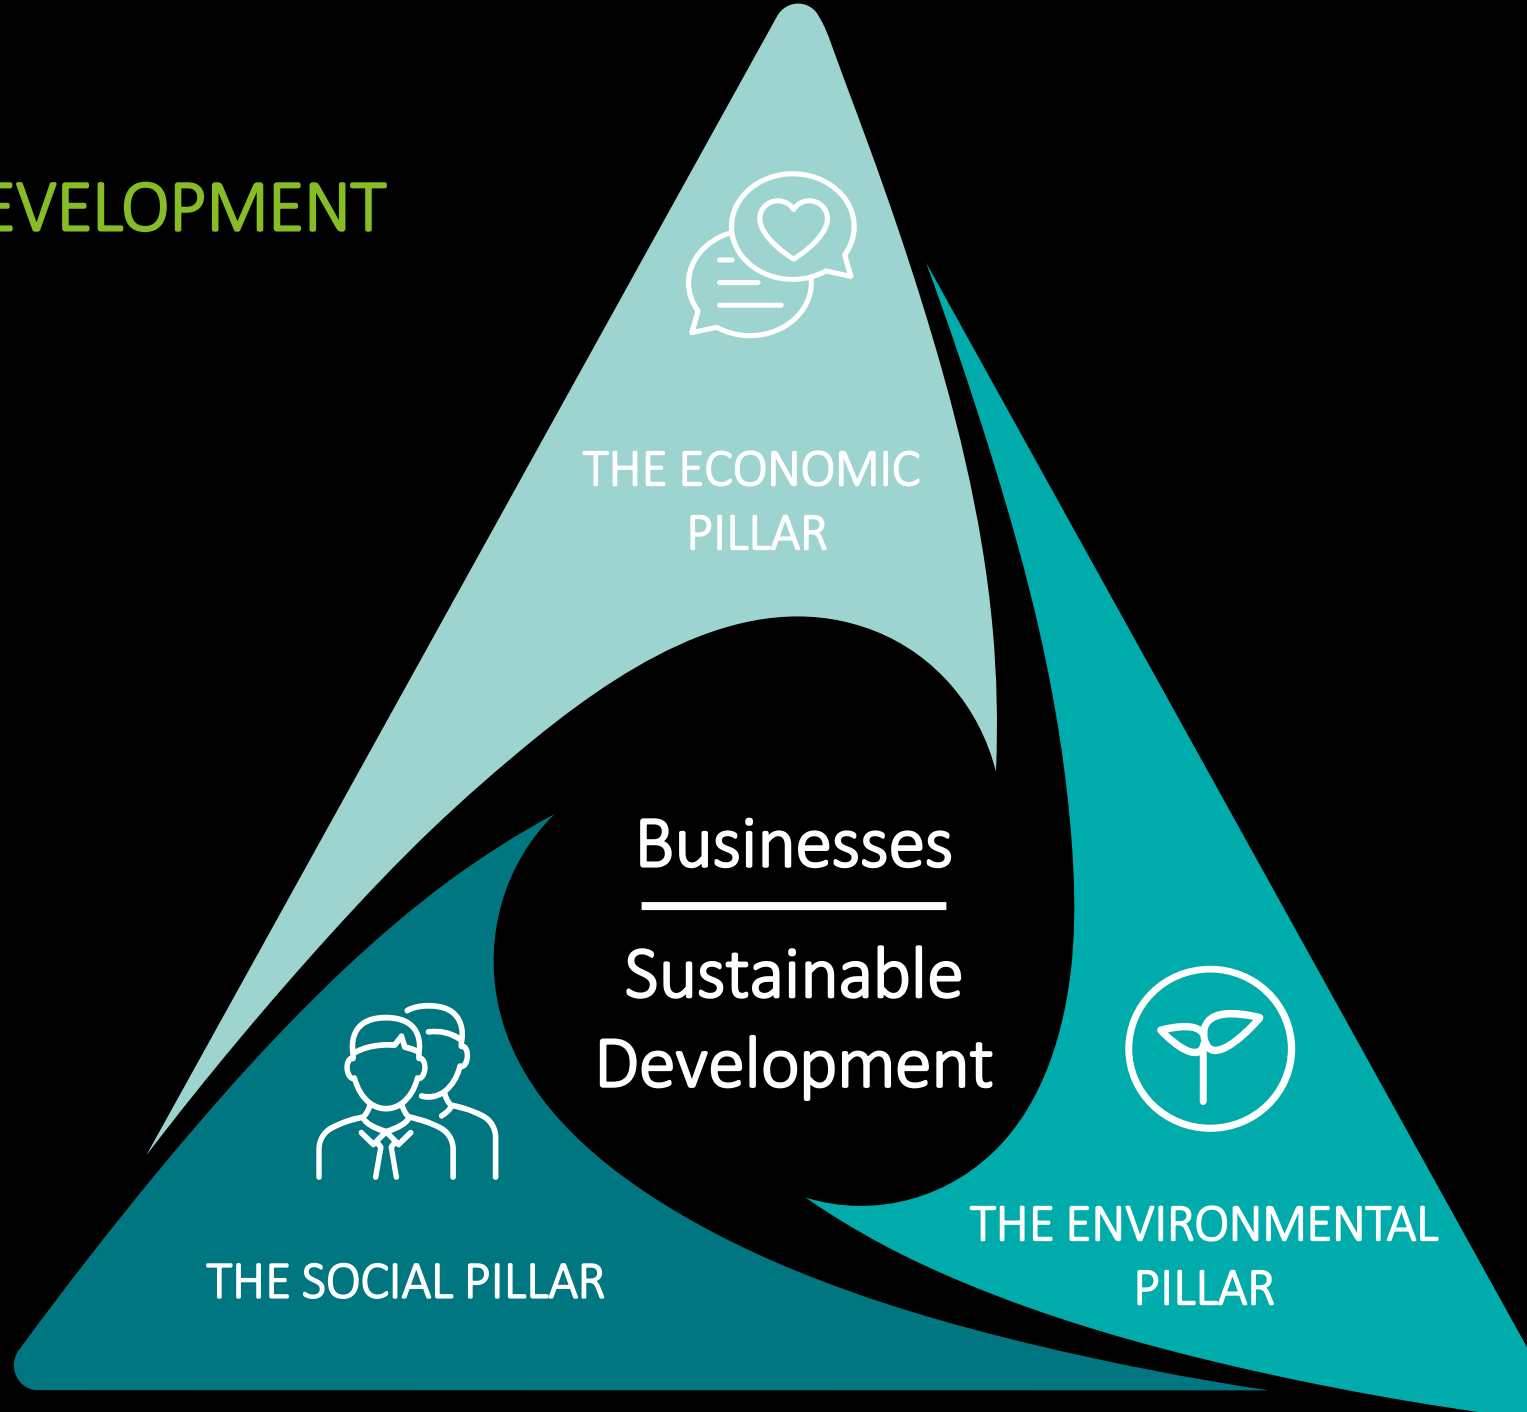 EVELOPMENT
THE ECONOMIC
PILLAR
Businesses
Sustainable
Development
THE SOCIAL PILLAR
THE ENVIRONMENTAL
PILLAR